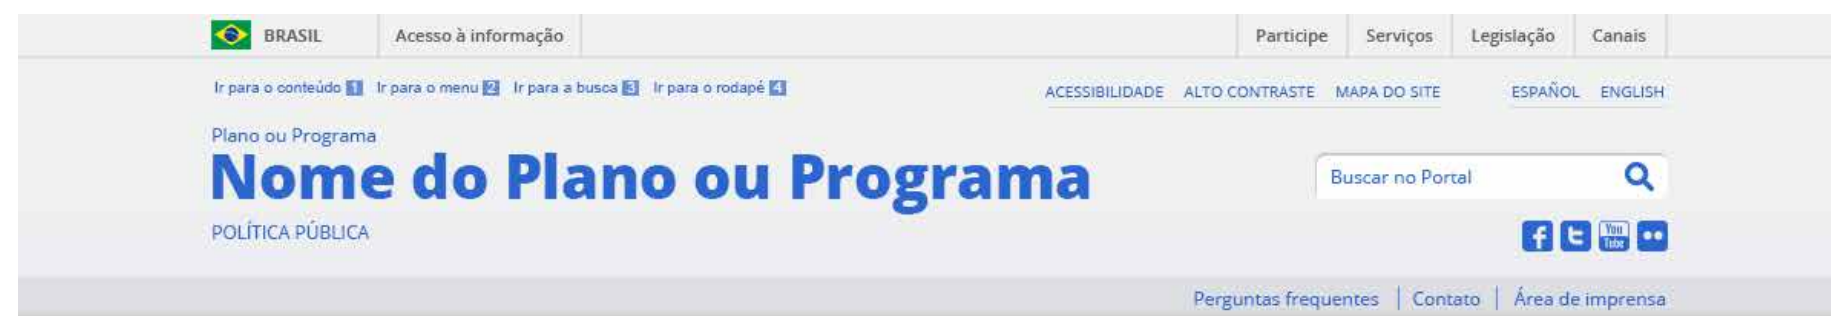 BRASIL Acesso à informação Participe Serviços Legislação Canais
Ir para o conteúdo 1 Ir para o menu 2 Ir para a busca 3 Ir para o rodapé 4 ACESSIBILIDADE ALTO CONTRASTE MAPA DO SITE ESPAÑOL ENGLISH
Plano ou Programa
Nome do Plano ou Programa
Buscar no Portal
POLÍTICA PÚBLICA
You Tube
Perguntas frequentes | Contato | Área de imprensa